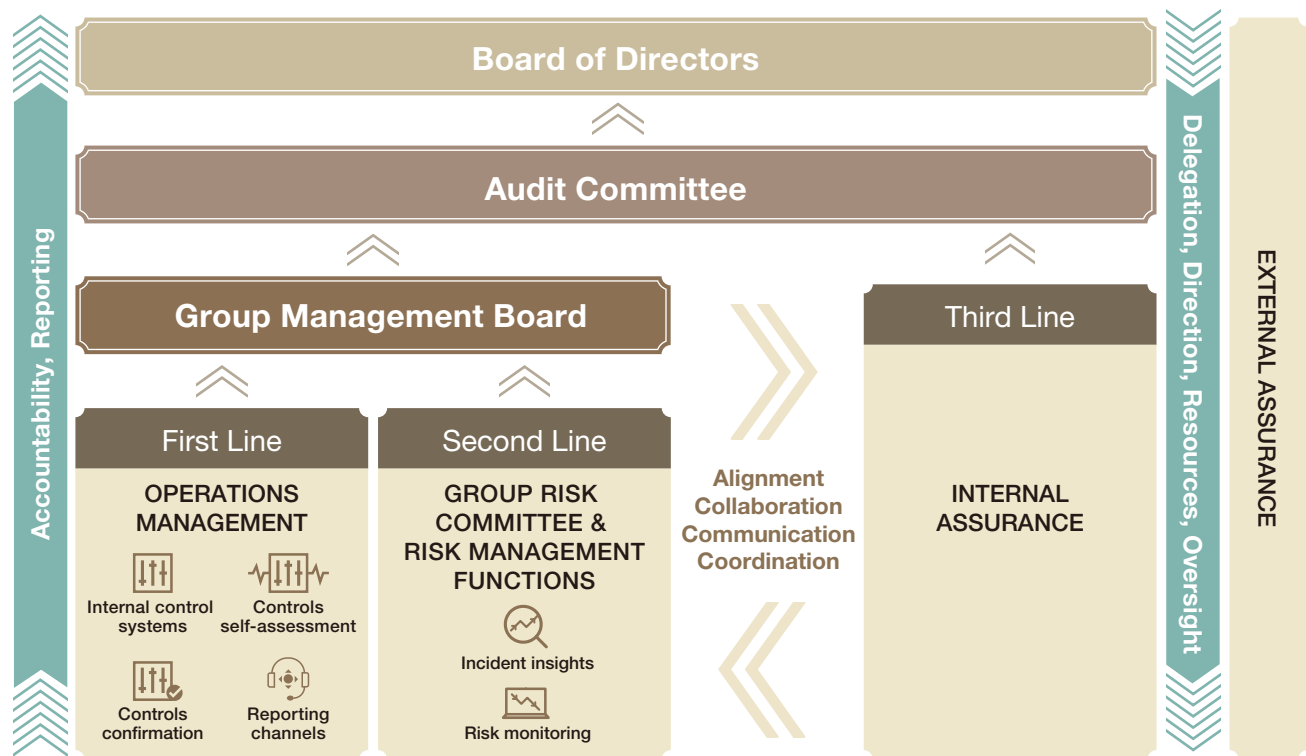 Board of Directors
Audit Committee
Group Management Board
Accountability, Reporting
First Line
OPERATIONS
MANAGEMENT
Internal control
systems
Controls
self-assessment
Controls
confirmation
Reporting
channels
Second Line
GROUP RISK
COMMITTEE &
RISK MANAGEMENT
FUNCTIONS
Incident insights
Risk monitoring
Alignment
Collaboration
Communication
Coordination
Third Line
INTERNAL
ASSURANCE
Delegation, Direction, Resources, Oversight
EXTERNAL ASSURANCE